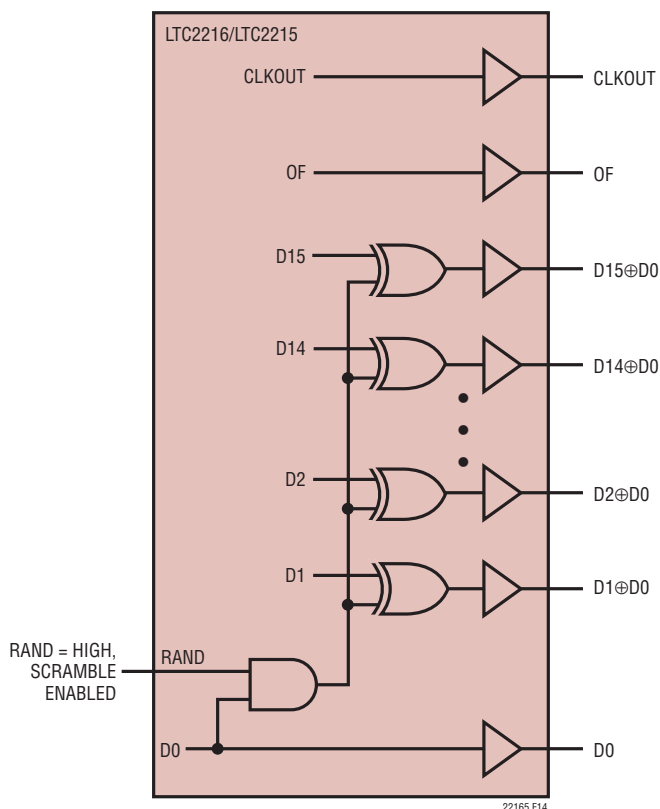 LTC2216/LTC2215
CLKOUT
CLKOUT
OF
OF
D15
D15⊕D0
D14
D14⊕D0
D2
D2⊕D0
D1
D1⊕D0
RAND = HIGH,
SCRAMBLE
ENABLED
RAND
D0
D0
22165 F14